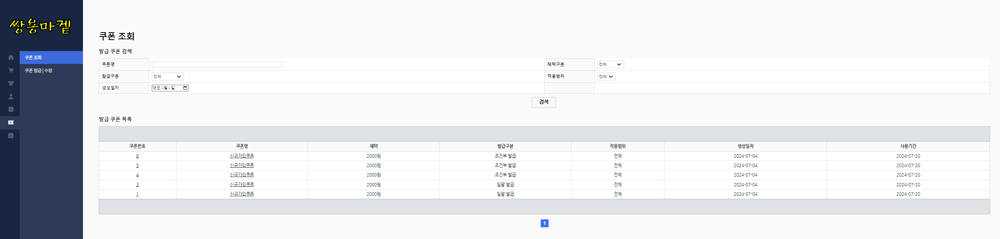 쌍용마켙
쿠폰 조회
쿠폰 발급 | 수정
쿠폰 조회
발급 쿠폰 검색
쿠폰명 혜택구분 전체
발급구분 전체 적용범위 전체
생성일자 연도-월-일
검색
발급 쿠폰 목록
쿠폰번호 쿠폰명 혜택 발급구분 적용범위 생성일자 사용기간
6 신규가입쿠폰 2000원 조건부 발급 전체 2024-07-04 2024-07-20
5 신규가입쿠폰 2000원 조건부 발급 전체 2024-07-04 2024-07-20
4 신규가입쿠폰 2000원 조건부 발급 전체 2024-07-04 2024-07-20
3 신규가입쿠폰 2000원 일괄 발급 전체 2024-07-04 2024-07-20
1 신규가입쿠폰 2000원 일괄 발급 전체 2024-07-04 2024-07-20
1